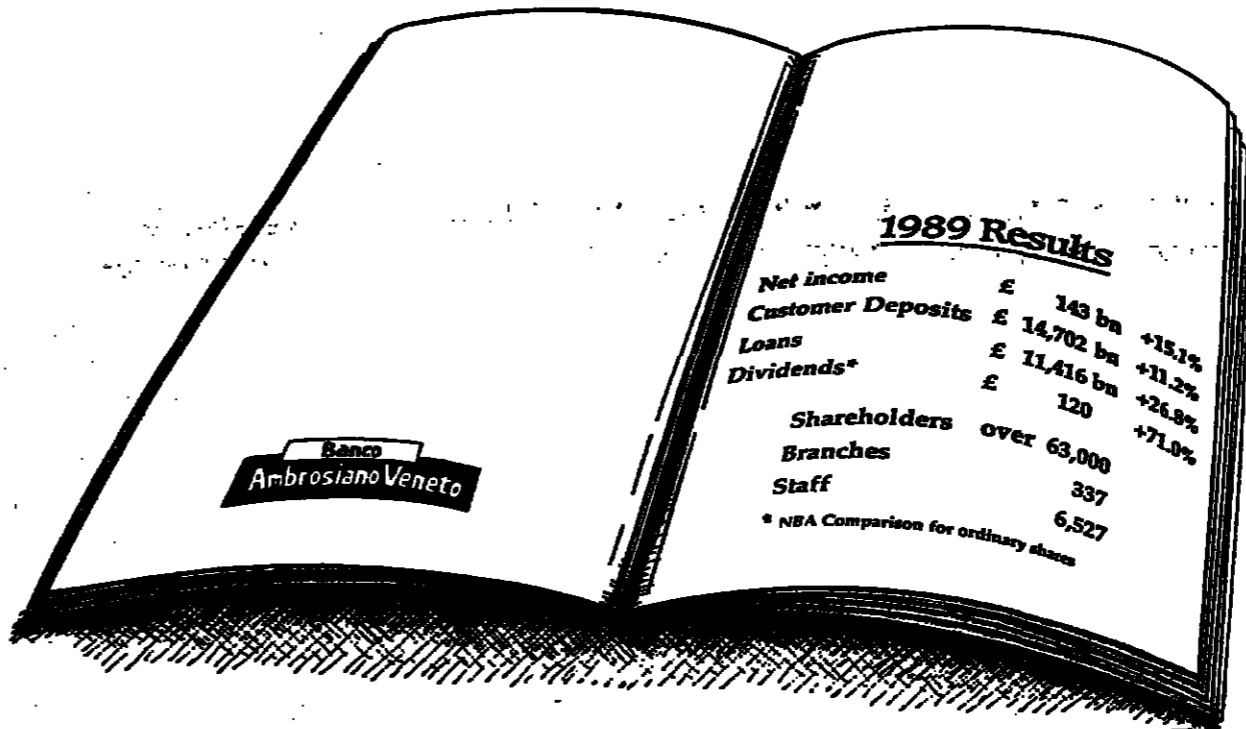 Banco
Ambrosiano Veneto
1989 Results
Net income £ 143 bn +15.1%
Customer Deposits £ 14,702 bn +11.2%
Loans £ 11,416 bn +26.8%
Dividends* £ 120 +71.0%
Shareholders over 63,000
Branches 337
Staff 6,527
* NBA Comparison for ordinary shares